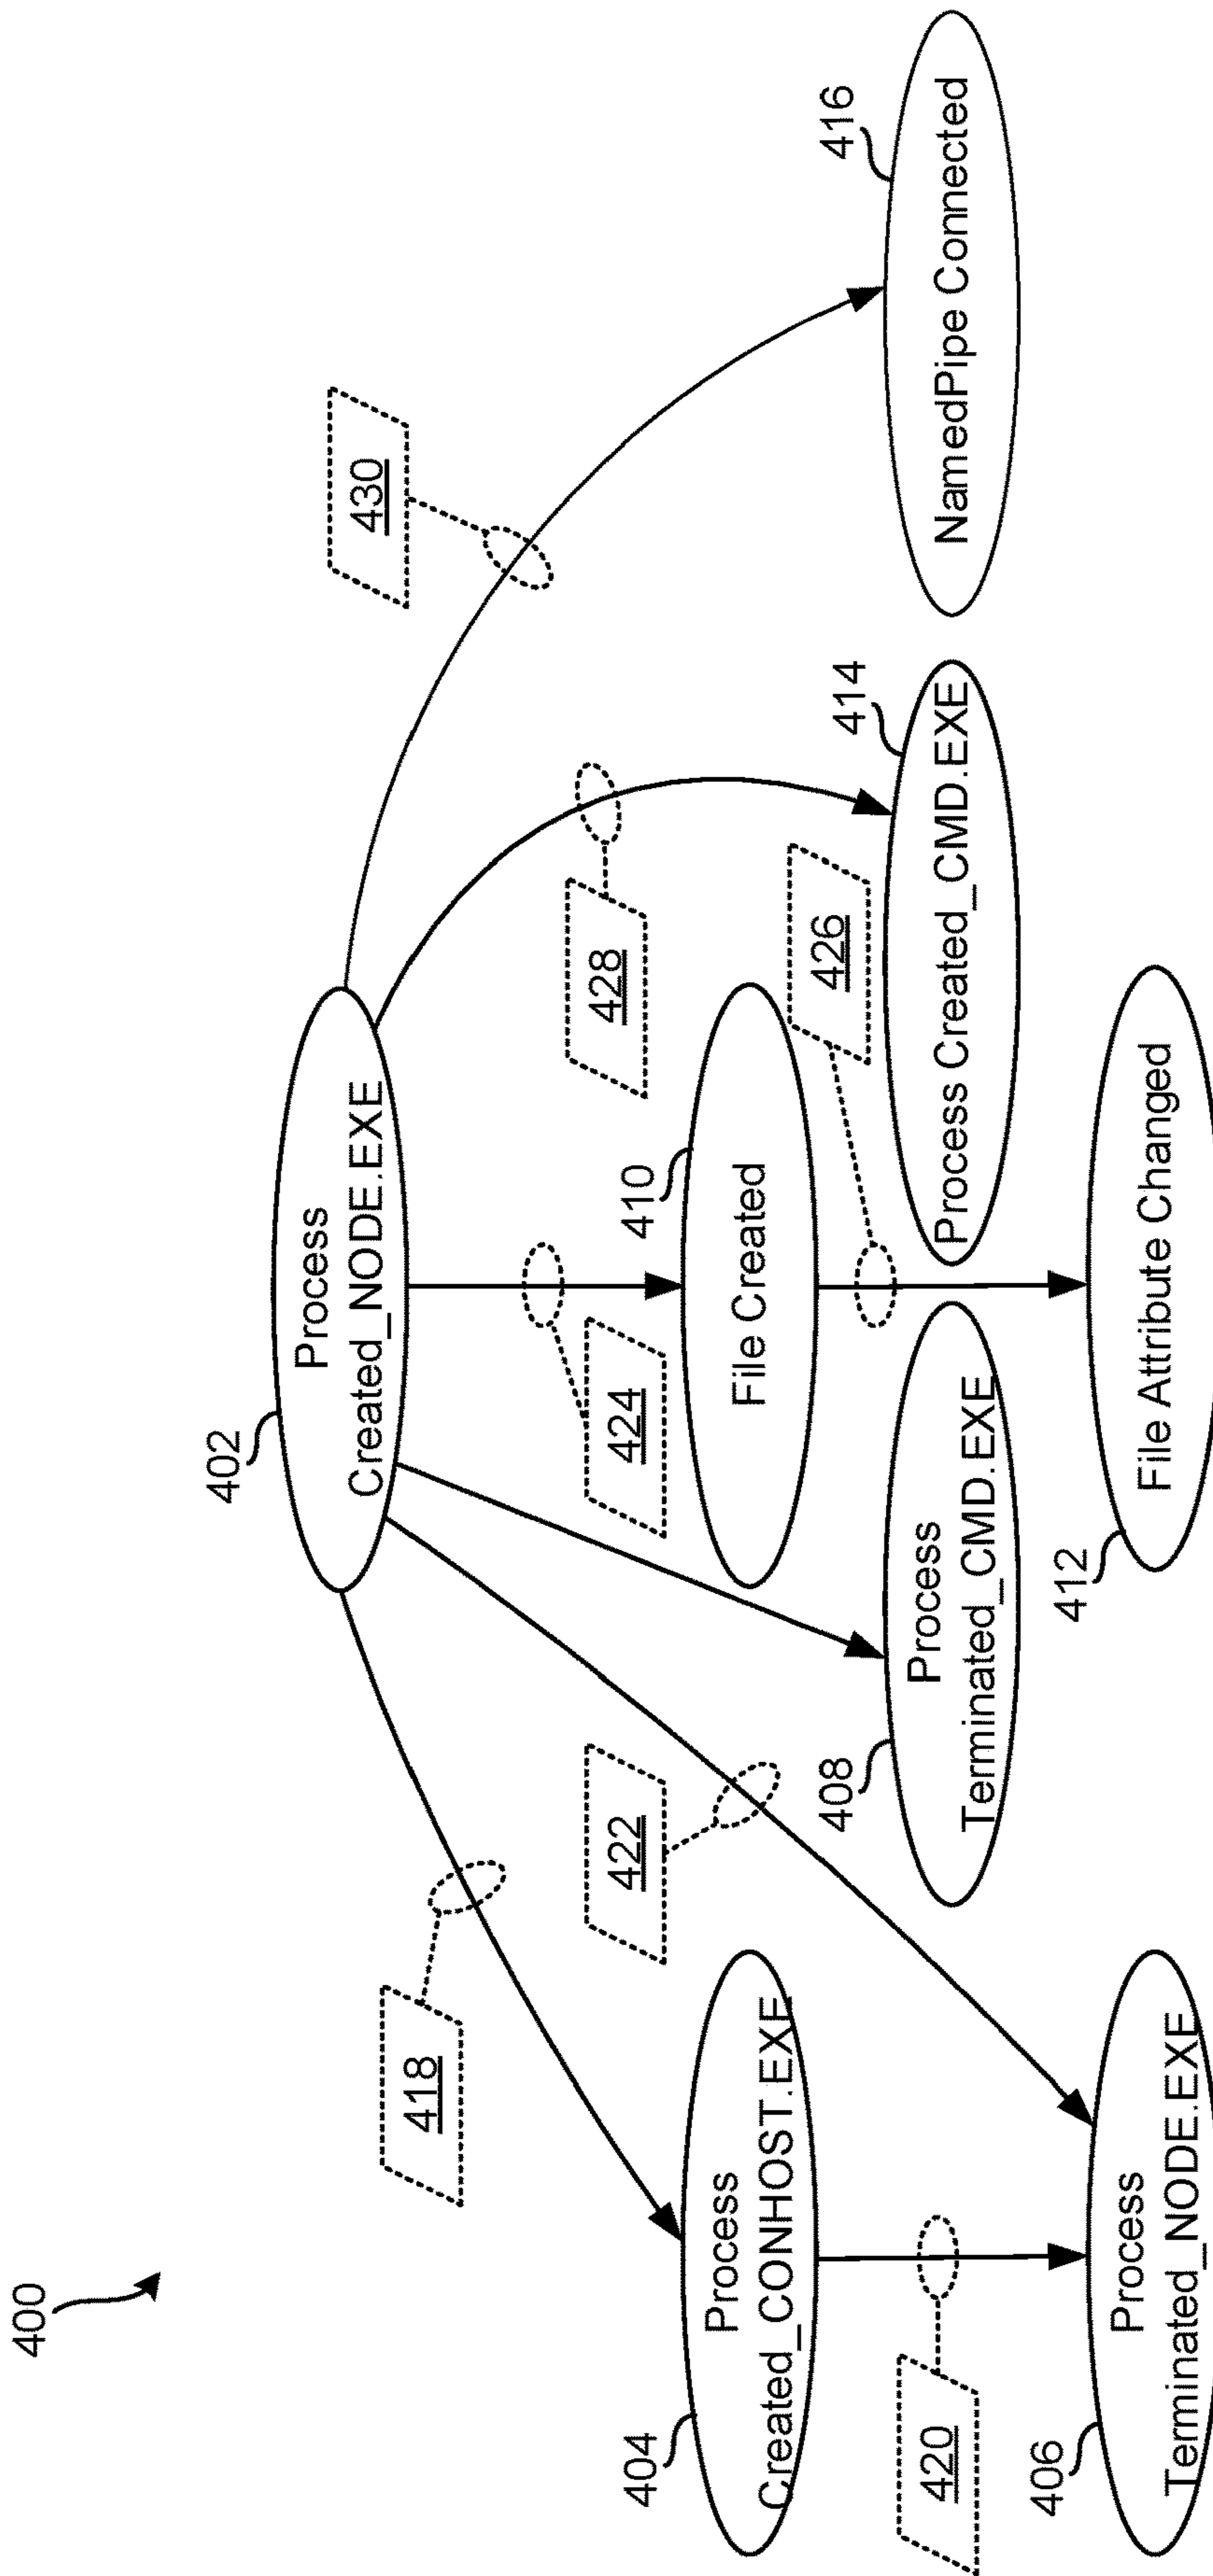 400
402
Process
Created_NODE.EXE
430
418
428
422
424
404
Process
Created_CONHOST.EXE
410
File Created
426
408
Process
Terminated_CMD.EXE
414
Process Created_CMD.EXE
416
NamedPipe Connected
420
406
Process
Terminated_NODE.EXE
412
File Attribute Changed